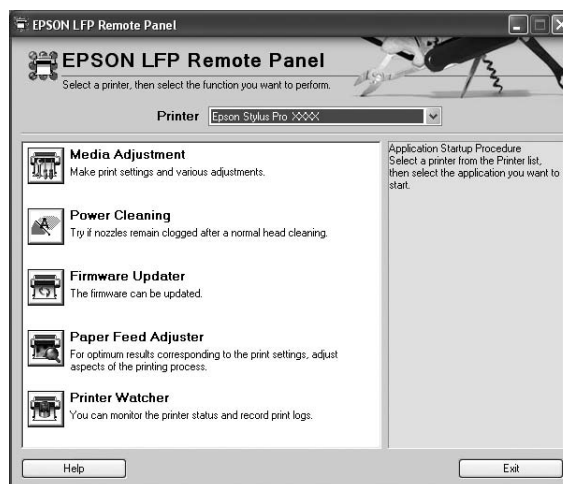 EPSON LFP Remote Panel
EPSON LFP Remote Panel
Select a printer, then select the function you want to perform.
Printer
Epson Stylus Pro XXXX
Media Adjustment
Make print settings and various adjustments.
Power Cleaning
Try if nozzles remain clogged after a normal head cleaning.
Firmware Updater
The firmware can be updated.
Paper Feed Adjuster
For optimum results corresponding to the print settings, adjust
aspects of the printing process.
Printer Watcher
You can monitor the printer status and record print logs.
Application Startup Procedure
Select a printer from the Printer list,
then select the application you want to
start.
Help
Exit